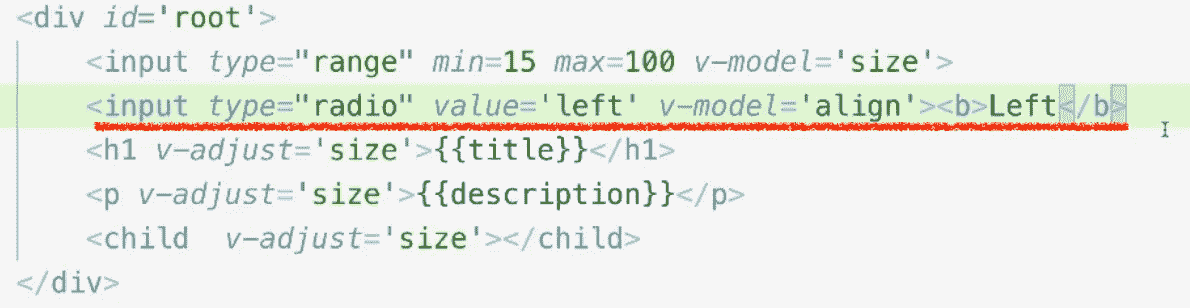 <div id='root'>
<input type="range" min=15 max=100 v-model='size'>
<input type="radio" value='left' v-model='align'><b>Left</b>
<h1 v-adjust='size'>{{title}}</h1>
<p v-adjust='size'>{{description}}</p>
<child  v-adjust='size'></child>
</div>